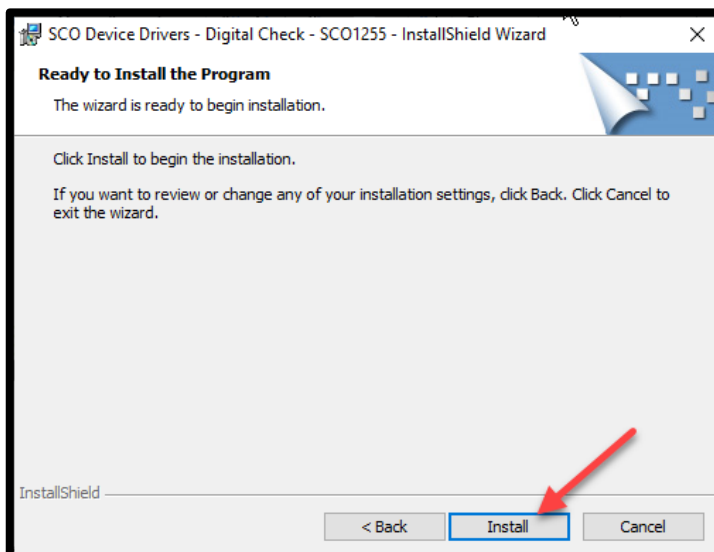 SCO Device Drivers - Digital Check - SCO1255 - InstallShield Wizard
Ready to Install the Program
The wizard is ready to begin installation.
Click Install to begin the installation.
If you want to review or change any of your installation settings, click Back. Click Cancel to
exit the wizard.
InstallShield
< Back Install Cancel